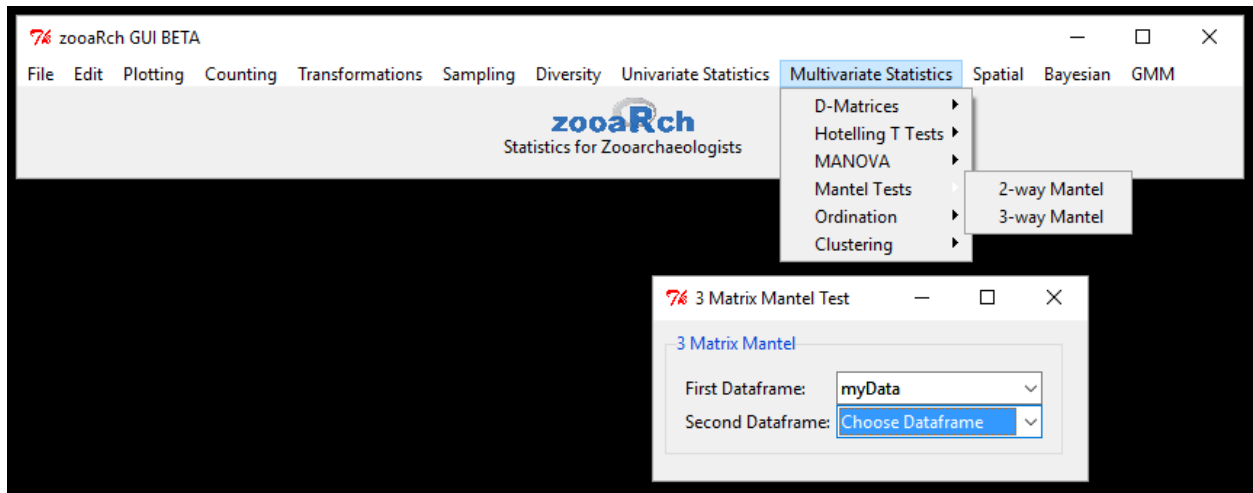 zooaRch GUI BETA
File Edit Plotting Counting Transformations Sampling Diversity Univariate Statistics Multivariate Statistics Spatial Bayesian GMM
zooaRch
Statistics for Zooarchaeologists
D-Matrices
Hotelling T Tests
MANOVA
Mantel Tests
Ordination
Clustering
2-way Mantel
3-way Mantel
3 Matrix Mantel Test
3 Matrix Mantel
First Dataframe: myData
Second Dataframe: Choose Dataframe